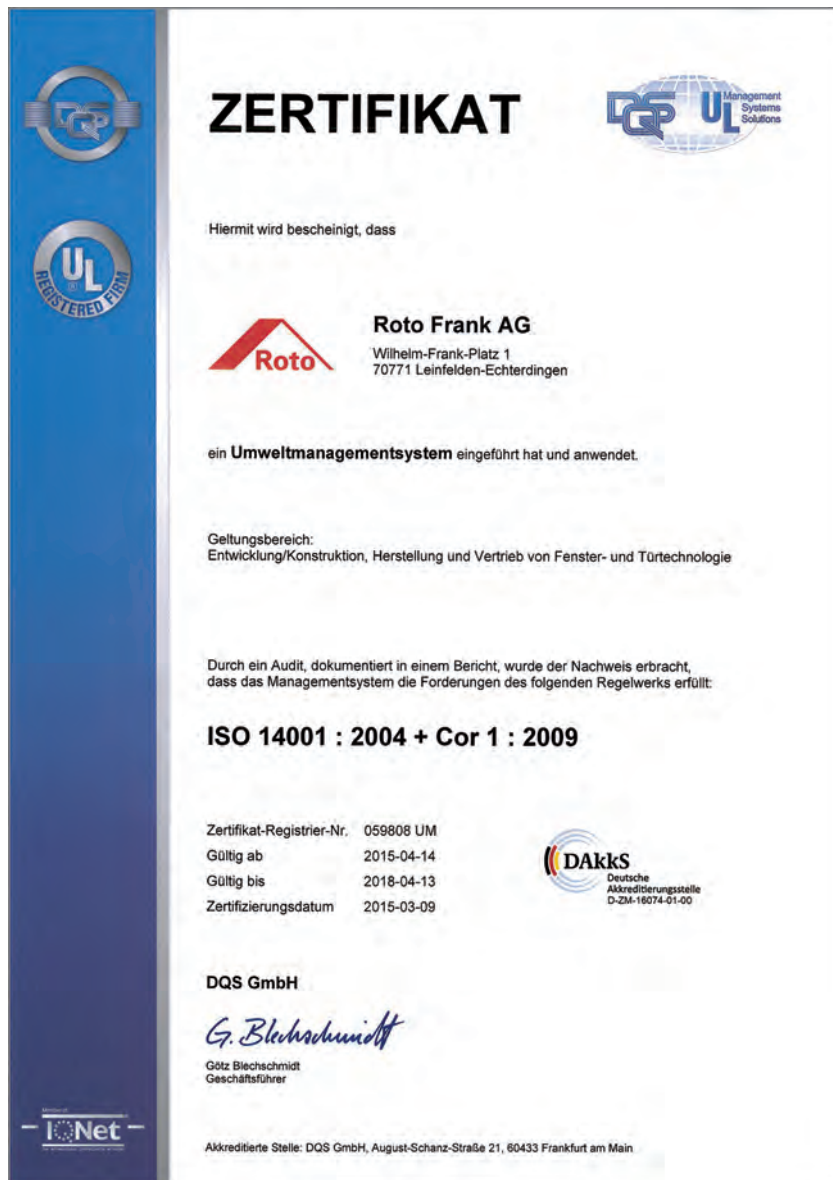 DQS
ZERTIFIKAT
DQS
UL
Management
Systems
Solutions
UL
REGISTERED FIRM
Hiermit wird bescheinigt, dass
Roto
Roto Frank AG
Wilhelm-Frank-Platz 1
70771 Leinfelden-Echterdingen
ein Umweltmanagementsystem eingeführt hat und anwendet.
Geltungsbereich:
Entwicklung/Konstruktion, Herstellung und Vertrieb von Fenster- und Türtechnologie
Durch ein Audit, dokumentiert in einem Bericht, wurde der Nachweis erbracht,
dass das Managementsystem die Forderungen des folgenden Regelwerks erfüllt:
ISO 14001 : 2004 + Cor 1 : 2009
Zertifikat-Registrier-Nr. 059808 UM
Gültig ab 2015-04-14
Gültig bis 2018-04-13
Zertifizierungsdatum 2015-03-09
DAkkS
Deutsche
Akkreditierungsstelle
D-ZM-16074-01-00
DQS GmbH
G. Blechschmidt
Götz Blechschmidt
Geschäftsführer
IQNet
Akkreditierte Stelle: DQS GmbH, August-Schanz-Straße 21, 60433 Frankfurt am Main